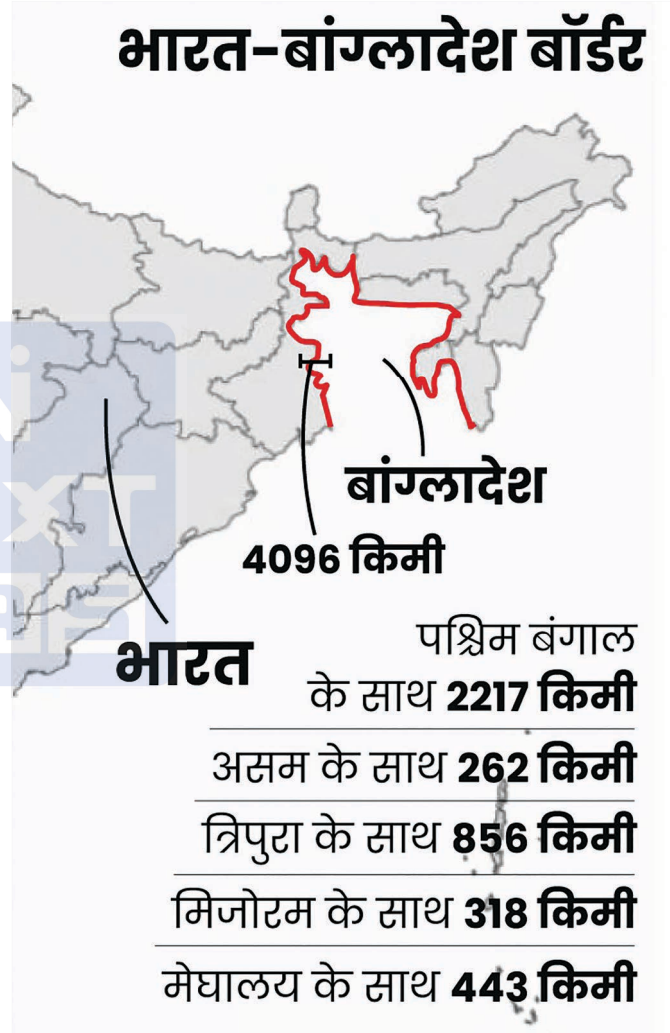 भारत-बांग्लादेश बॉर्डर
बांग्लादेश
4096 किमी
भारत
पश्चिम बंगाल
के साथ 2217 किमी
असम के साथ 262 किमी
त्रिपुरा के साथ 856 किमी
मिजोरम के साथ 318 किमी
मेघालय के साथ 443 किमी